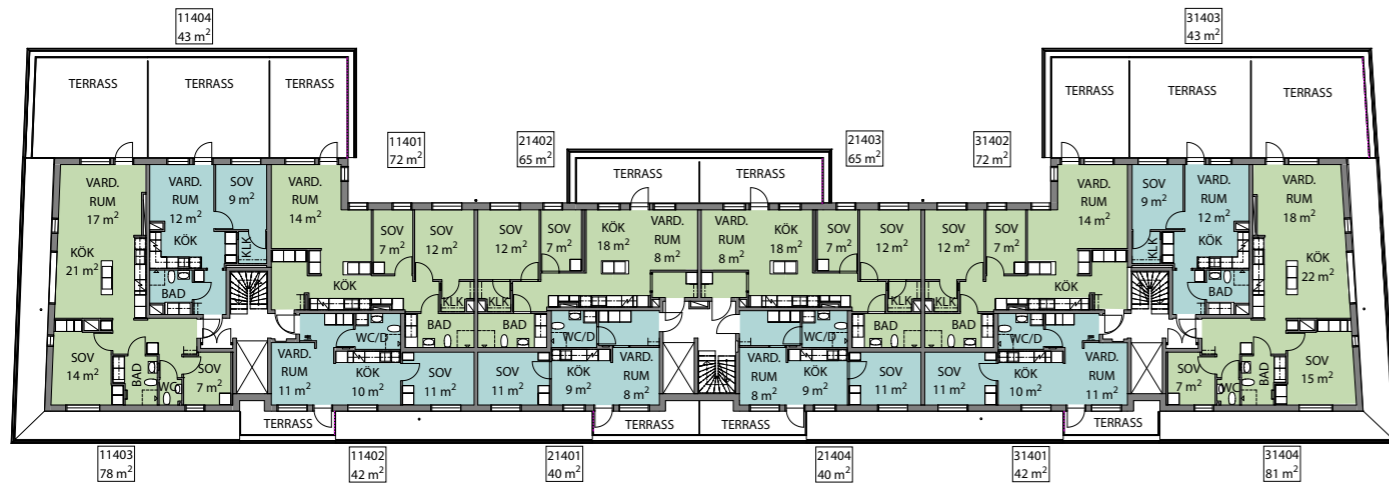 11404
43 m²
31403
43 m²
TERRASS
TERRASS
TERRASS
TERRASS
TERRASS
TERRASS
11401
72 m²
21402
65 m²
21403
65 m²
31402
72 m²
TERRASS
TERRASS
VARD.
RUM
17 m²
KÖK
21 m²
VARD.
RUM
12 m²
KÖK
SOV
9 m²
KLK
BAD
VARD.
RUM
14 m²
KÖK
SOV
7 m²
SOV
12 m²
KLK
BAD
SOV
12 m²
SOV
7 m²
KLK
BAD
KÖK
18 m²
VARD.
RUM
8 m²
VARD.
RUM
8 m²
KÖK
18 m²
SOV
7 m²
SOV
12 m²
KLK
BAD
SOV
12 m²
SOV
7 m²
KLK
BAD
VARD.
RUM
14 m²
KÖK
SOV
9 m²
KLK
VARD.
RUM
12 m²
KÖK
BAD
VARD.
RUM
18 m²
KÖK
22 m²
SOV
14 m²
BAD
WC
SOV
7 m²
VARD.
RUM
11 m²
WC/D
KÖK
10 m²
SOV
11 m²
SOV
11 m²
WC/D
KÖK
9 m²
VARD.
RUM
8 m²
VARD.
RUM
8 m²
WC/D
KÖK
9 m²
SOV
11 m²
SOV
11 m²
WC/D
KÖK
10 m²
VARD.
RUM
11 m²
SOV
7 m²
WC
BAD
SOV
15 m²
TERRASS
TERRASS
TERRASS
TERRASS
11403
78 m²
11402
42 m²
21401
40 m²
21404
40 m²
31401
42 m²
31404
81 m²